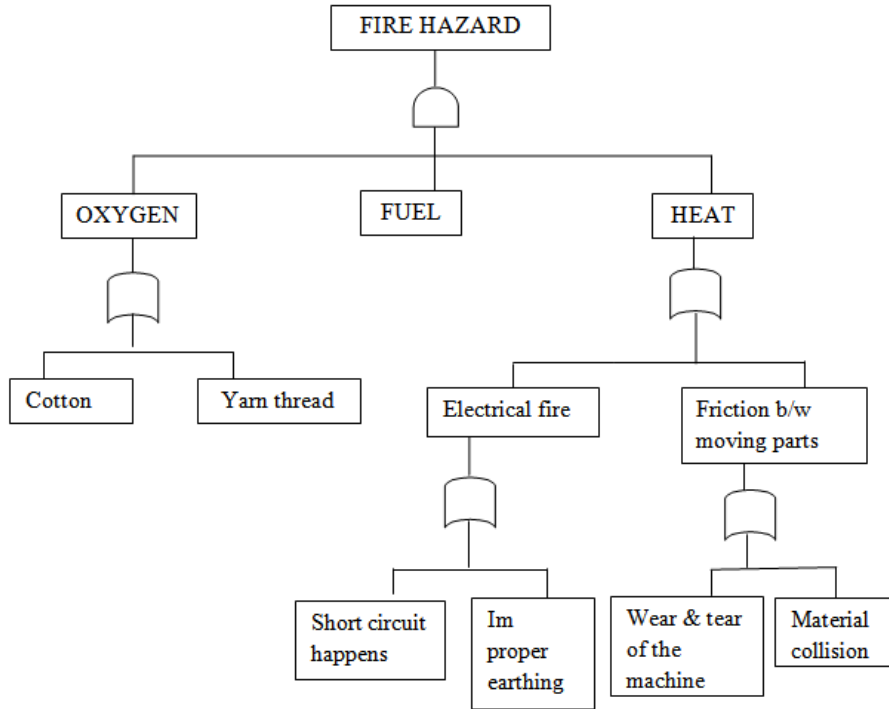 FIRE HAZARD
OXYGEN
FUEL
HEAT
Cotton
Yarn thread
Electrical fire
Friction b/w
moving parts
Short circuit
happens
Im
proper
earthing
Wear & tear
of the
machine
Material
collision